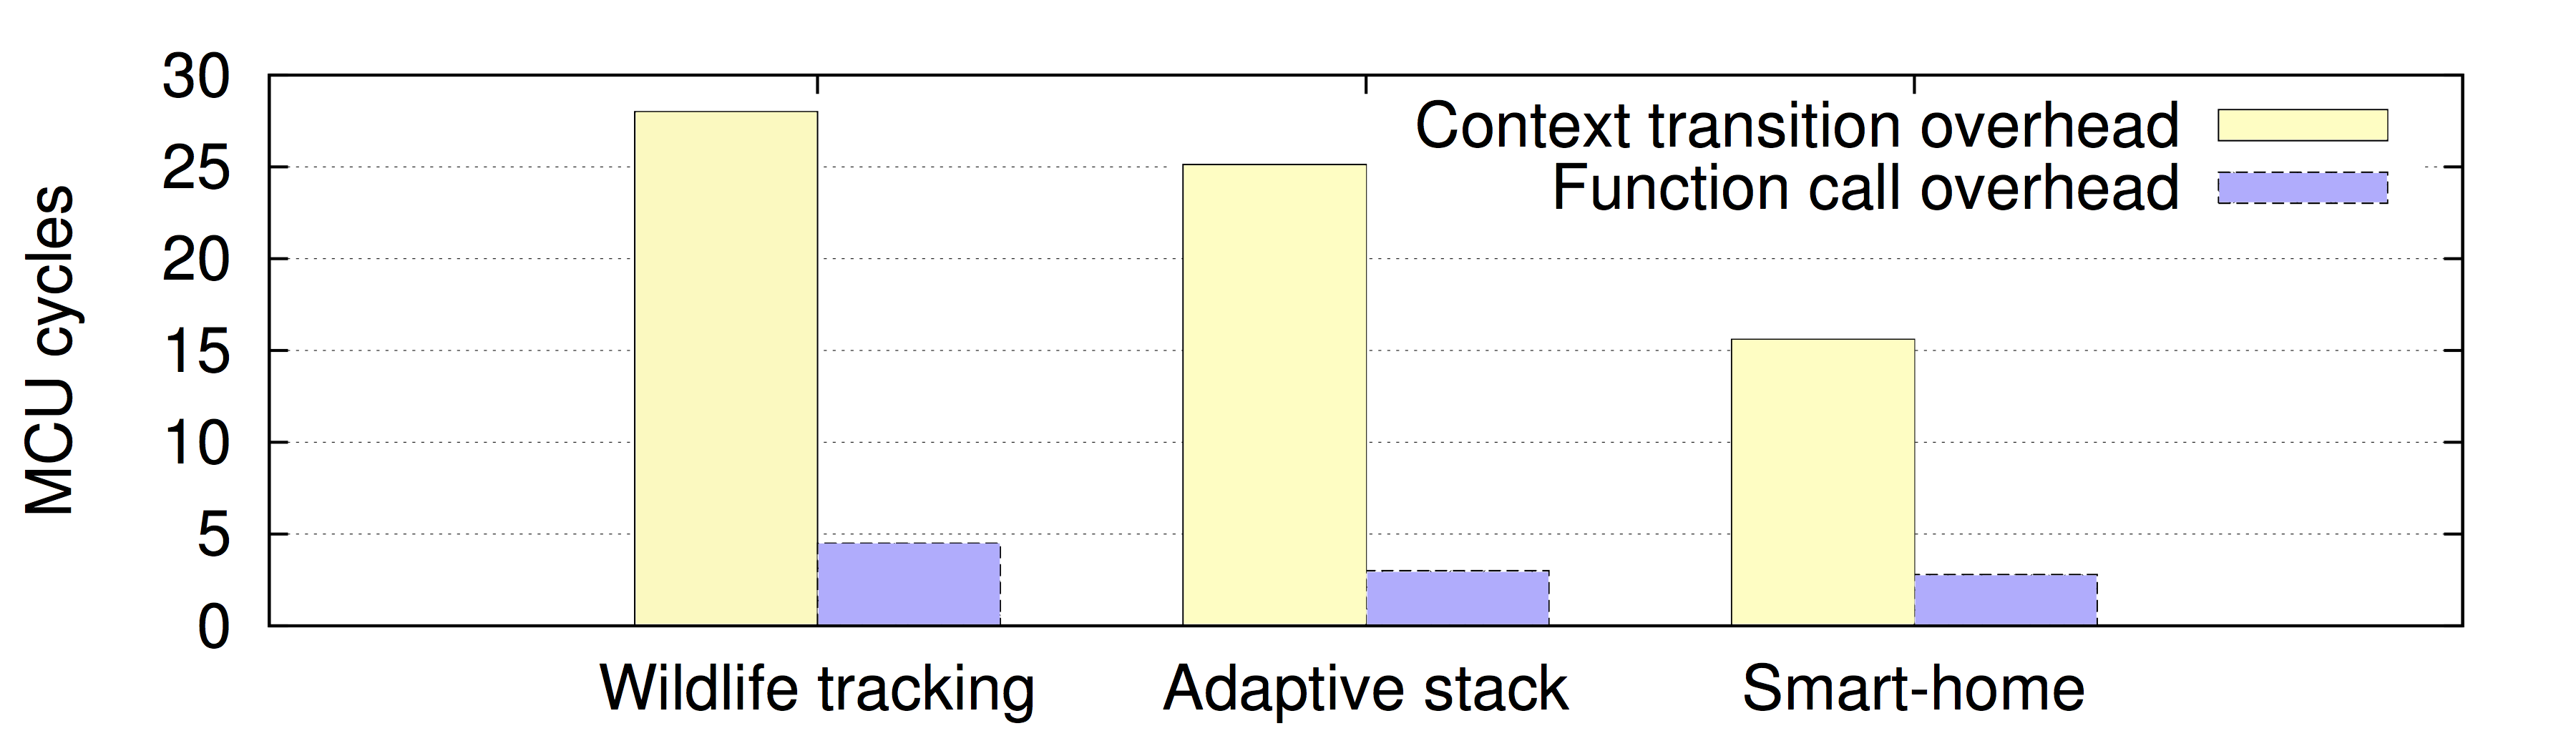 MCU cycles
30
25
20
15
10
5
0
Context transition overhead
Function call overhead
Wildlife tracking
Adaptive stack
Smart-home